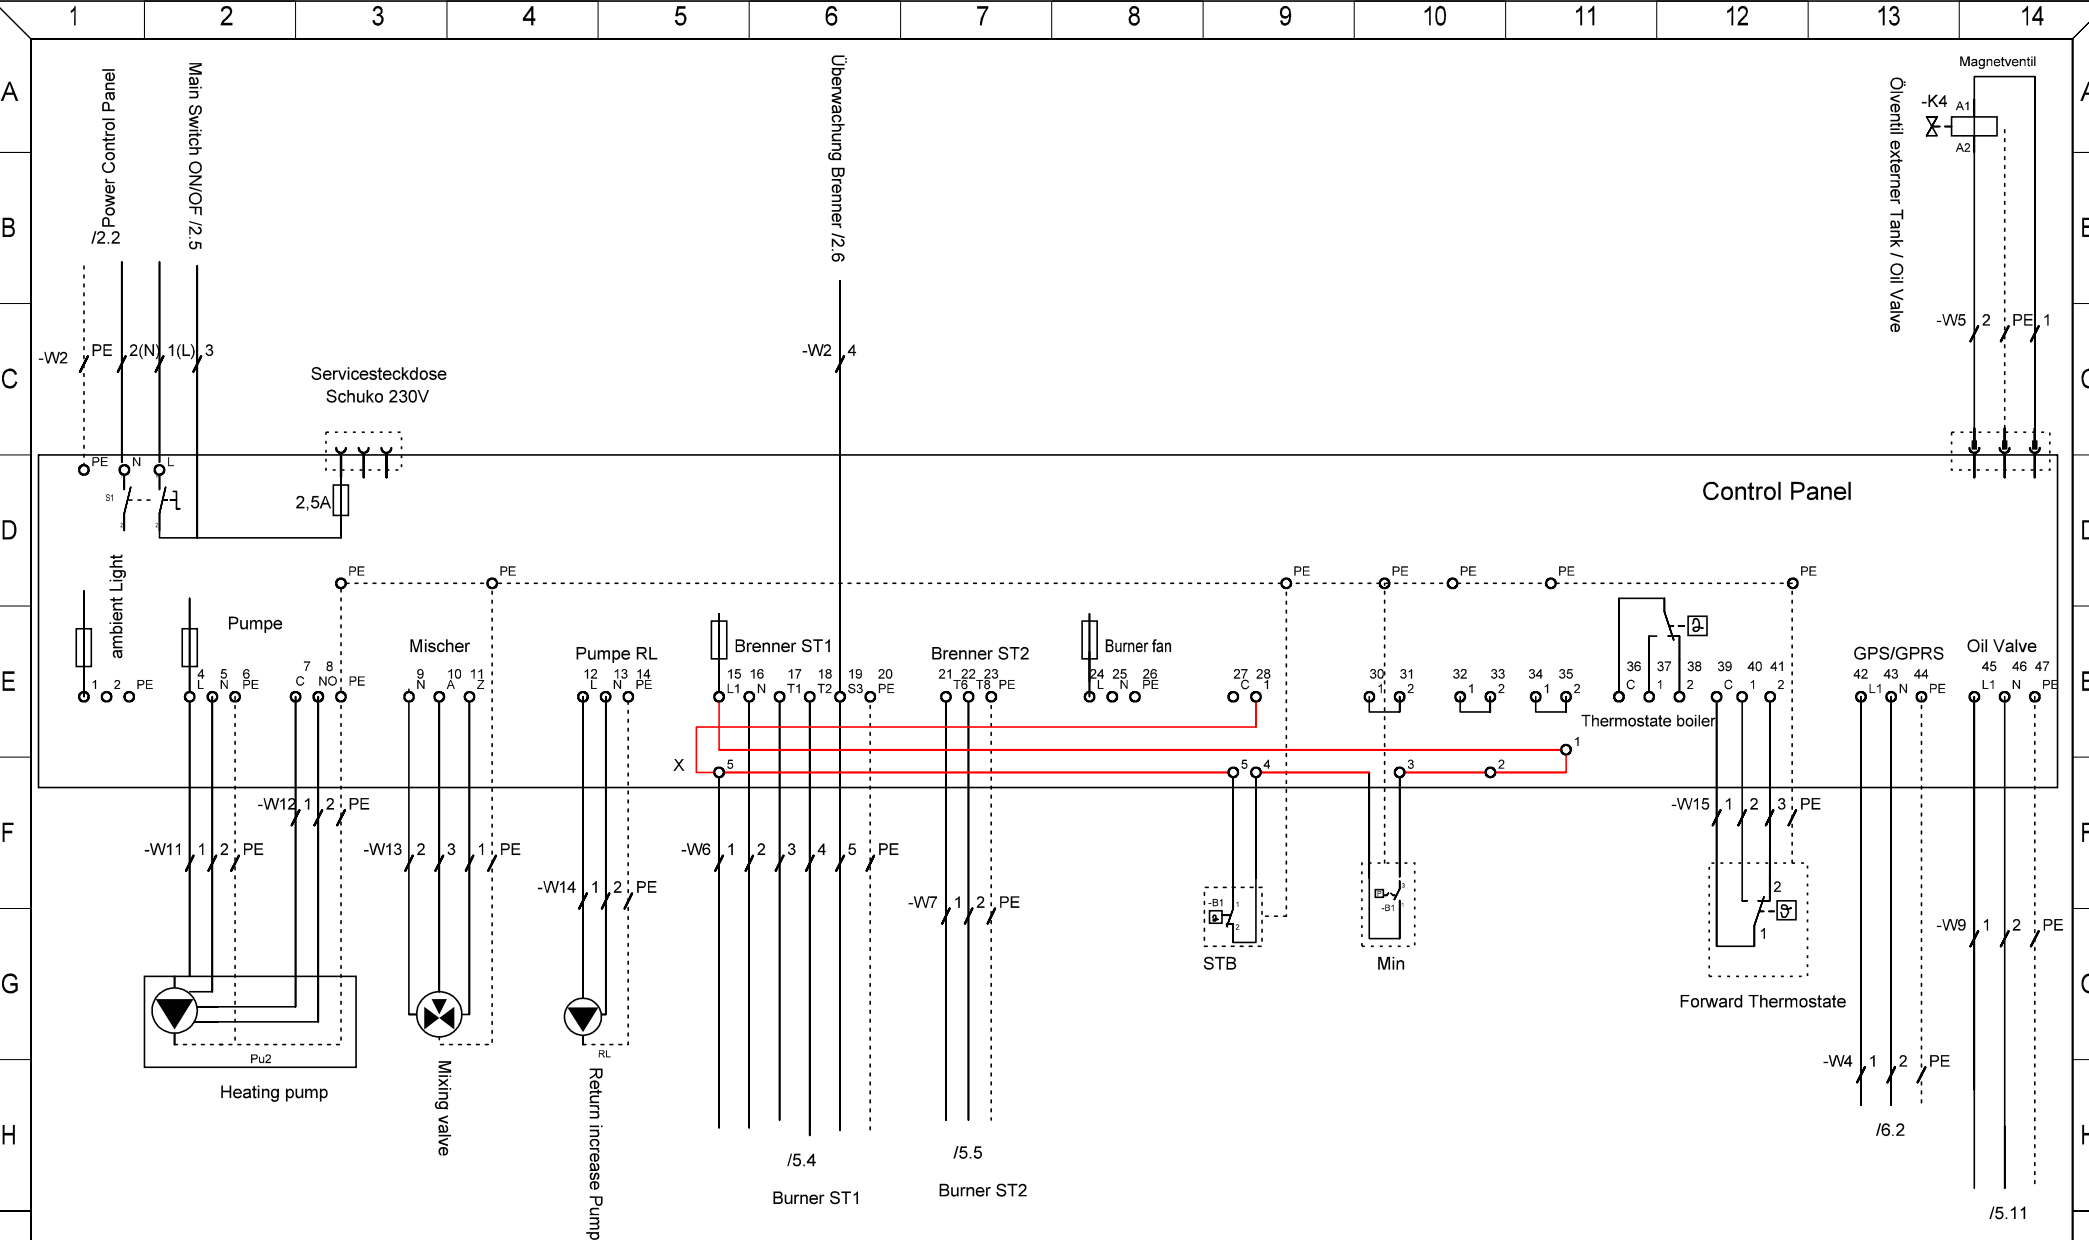 1 2 3 4 5 6 7 8 9 10 11 12 13 14
A
B
C
D
E
F
G
H
Power Control Panel
/2.2
Main Switch ON/OF /2.5
Überwachung Brenner /2.6
Ölventil externer Tank / Oil Valve
Magnetventil
-K4 A1
A2
-W5 2 PE 1
-W2 PE 2(N) 1(L) 3
-W2 4
Servicesteckdose
Schuko 230V
PE N L
S1
2,5A
Control Panel
ambient Light
PE PE PE PE PE PE PE
Pumpe
Mischer
Pumpe RL
Brenner ST1
Brenner ST2
Burner fan
GPS/GPRS
Oil Valve
1 2 PE
4 5 6
L N PE
7 8
C NO PE
9 10 11
N A Z
12 13 14
L N PE
15 16 17 18 19 20
L1 N T1 T2 S3 PE
21 22 23
T6 T8 PE
24 25 26
L N PE
27 28
C 1
30 31
1 2
32 33
1 2
34 35
1 2
36 37 38
C 1 2
39 40 41
C 1 2
42 43 44
L1 N PE
45 46 47
L1 N PE
Thermostate boiler
X 5 5 4 3 2 1
-W12 1 2 PE
-W11 1 2 PE
-W13 2 3 1 PE
-W14 1 2 PE
-W6 1 2 3 4 5 PE
-W7 1 2 PE
-W15 1 2 3 PE
-B1 1
2
STB
P 3
-B1 1
Min
2
1
Forward Thermostate
-W9 1 2 PE
-W4 1 2 PE
Pu2
Heating pump
Mixing valve
RL
Return increase Pump
/5.4
Burner ST1
/5.5
Burner ST2
/6.2
/5.11
A
C
D
F
H